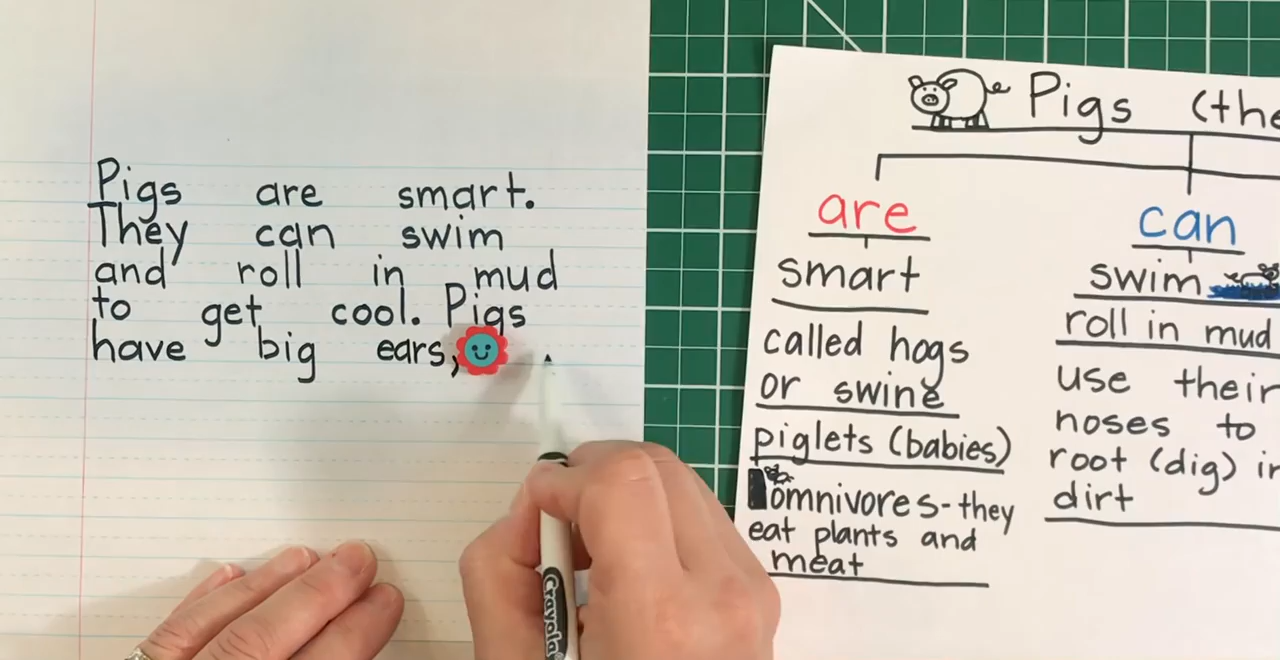 Pigs are smart.
They can swim
and roll in mud
to get cool. Pigs
have big ears,
Pigs (the
are
smart
called hogs
or swine
piglets (babies)
omnivores-they
eat plants and
meat
can
swim
roll in mud
use their
noses to
root (dig) in
dirt
Crayola